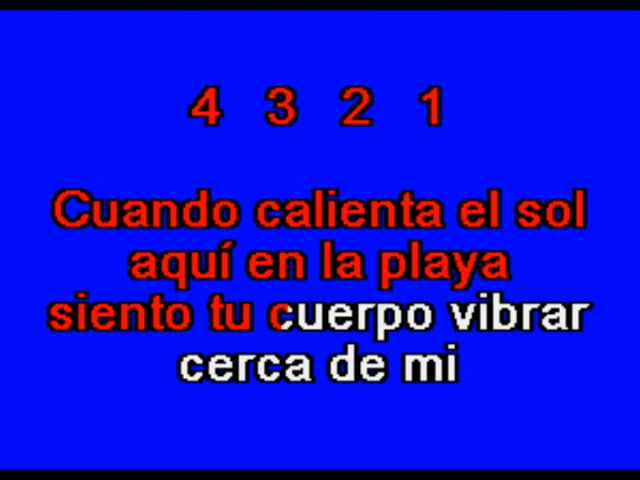 4 3 2 1
Cuando calienta el sol
aquí en la playa
siento tu cuerpo vibrar
cerca de mi